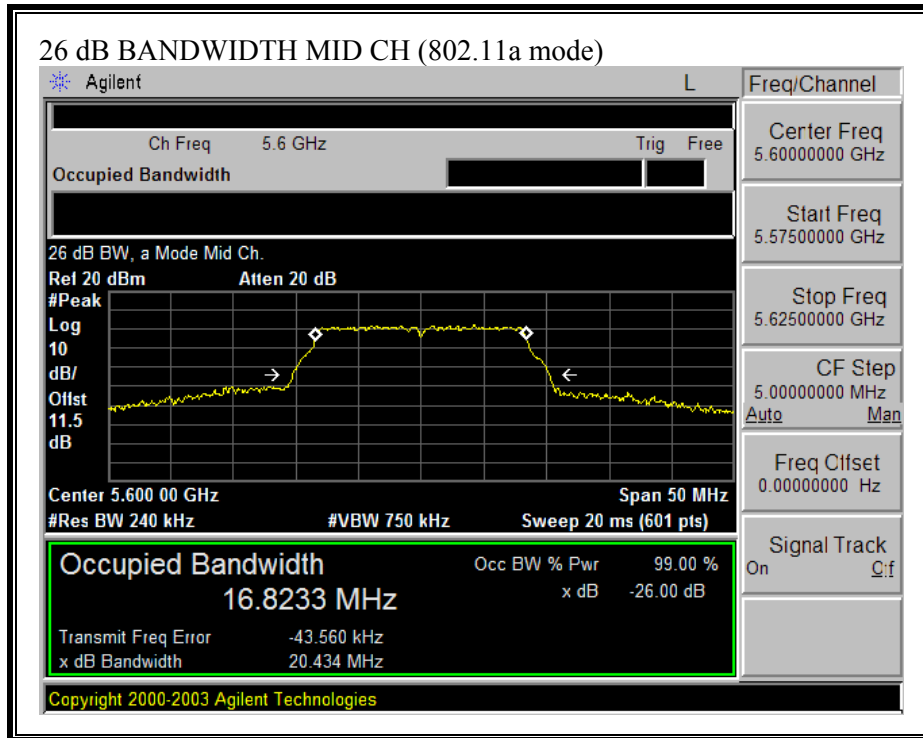 26 dB BANDWIDTH MID CH (802.11a mode)
Agilent L Freq/Channel
Ch Freq 5.6 GHz Trig Free
Occupied Bandwidth
Center Freq
5.60000000 GHz
Start Freq
5.57500000 GHz
Stop Freq
5.62500000 GHz
CF Step
5.00000000 MHz
Auto Man
Freq Offset
0.00000000 Hz
Signal Track
On Off
26 dB BW, a Mode Mid Ch.
Ref 20 dBm Atten 20 dB
#Peak
Log
10
dB/
Offst
11.5
dB
Center 5.600 00 GHz Span 50 MHz
#Res BW 240 kHz #VBW 750 kHz Sweep 20 ms (601 pts)
Occupied Bandwidth Occ BW % Pwr 99.00 %
16.8233 MHz x dB -26.00 dB
Transmit Freq Error -43.560 kHz
x dB Bandwidth 20.434 MHz
Copyright 2000-2003 Agilent Technologies